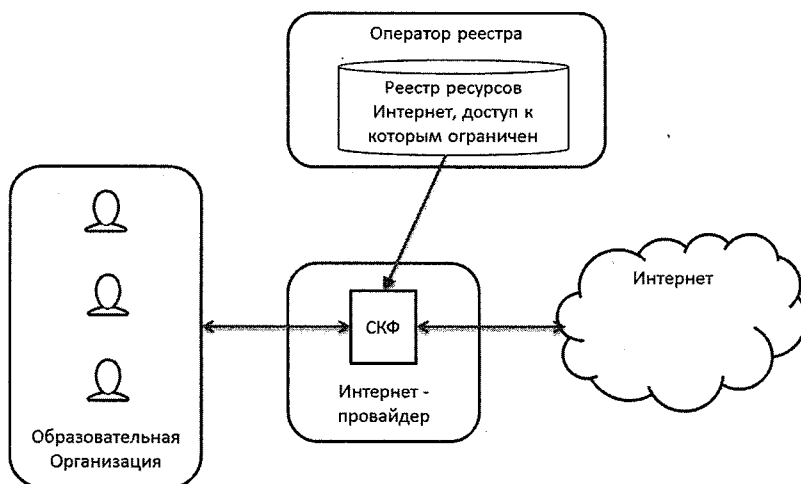 Оператор реестра
Реестр ресурсов
Интернет, доступ к
которым ограничен
Интернет
СКФ
Интернет -
провайдер
Образовательная
Организация